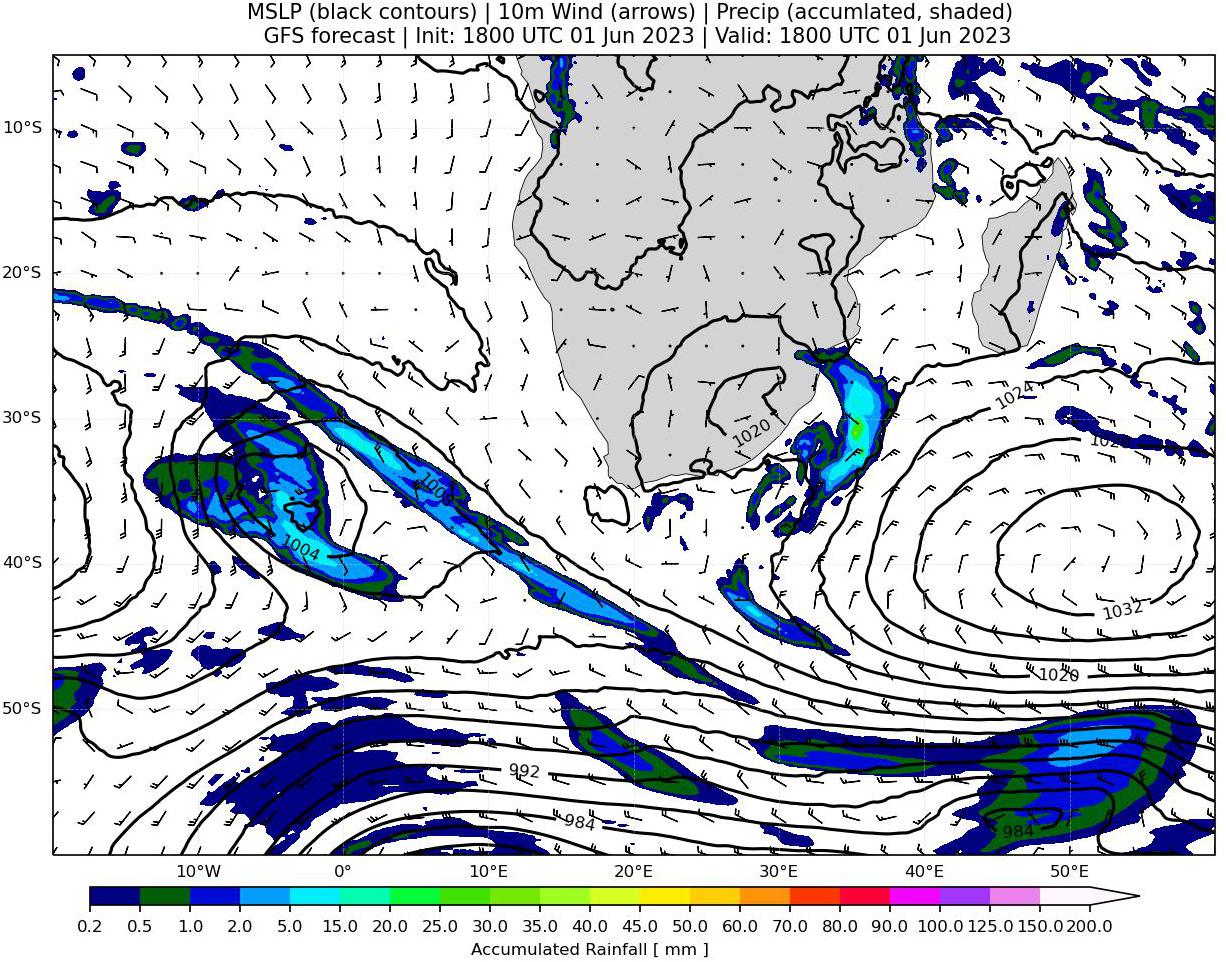 MSLP (black contours) | 10m Wind (arrows) | Precip (accumlated, shaded)
GFS forecast | Init: 1800 UTC 01 Jun 2023 | Valid: 1800 UTC 01 Jun 2023
10°S
20°S
1024
1020
1020
30°S
1008
1004
40°S
1032
1020
50°S
992
984
984
10°W 0° 10°E 20°E 30°E 40°E 50°E
0.2 0.5 1.0 2.0 5.0 15.0 20.0 25.0 30.0 35.0 40.0 45.0 50.0 60.0 70.0 80.0 90.0 100.0 125.0 150.0 200.0
Accumulated Rainfall [ mm ]